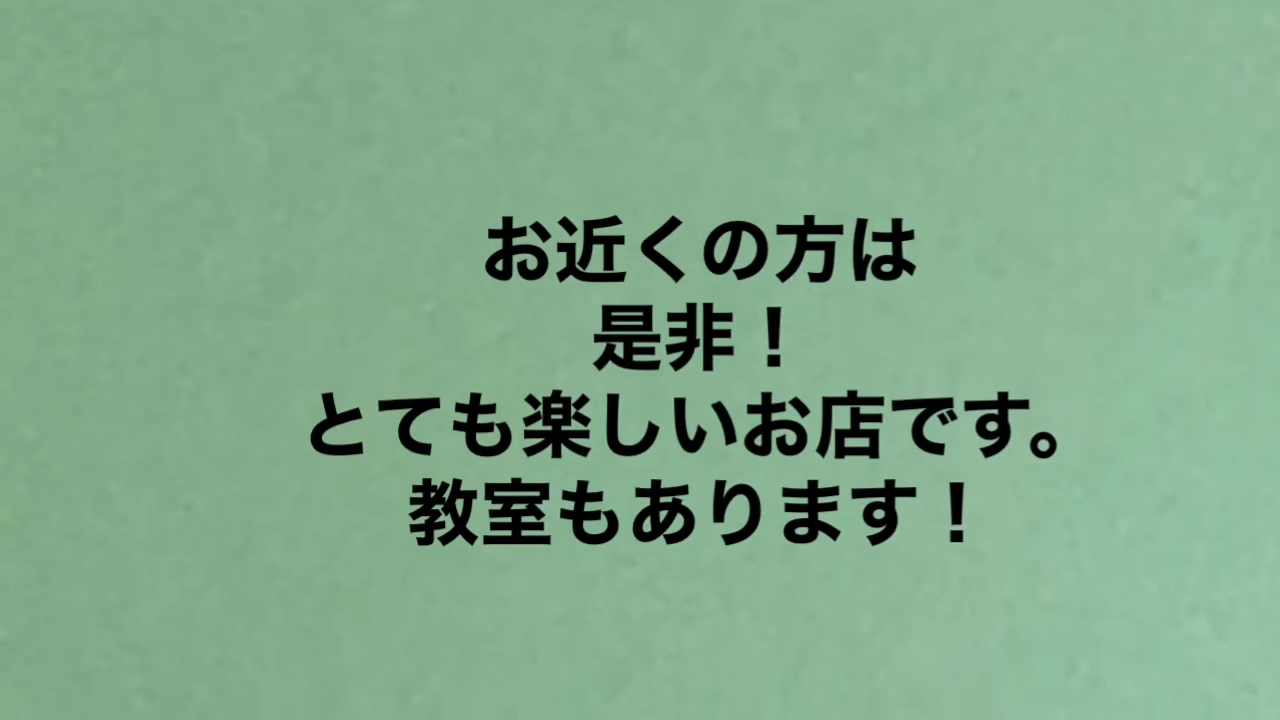 お近くの方は
是非！
とても楽しいお店です。
教室もあります！